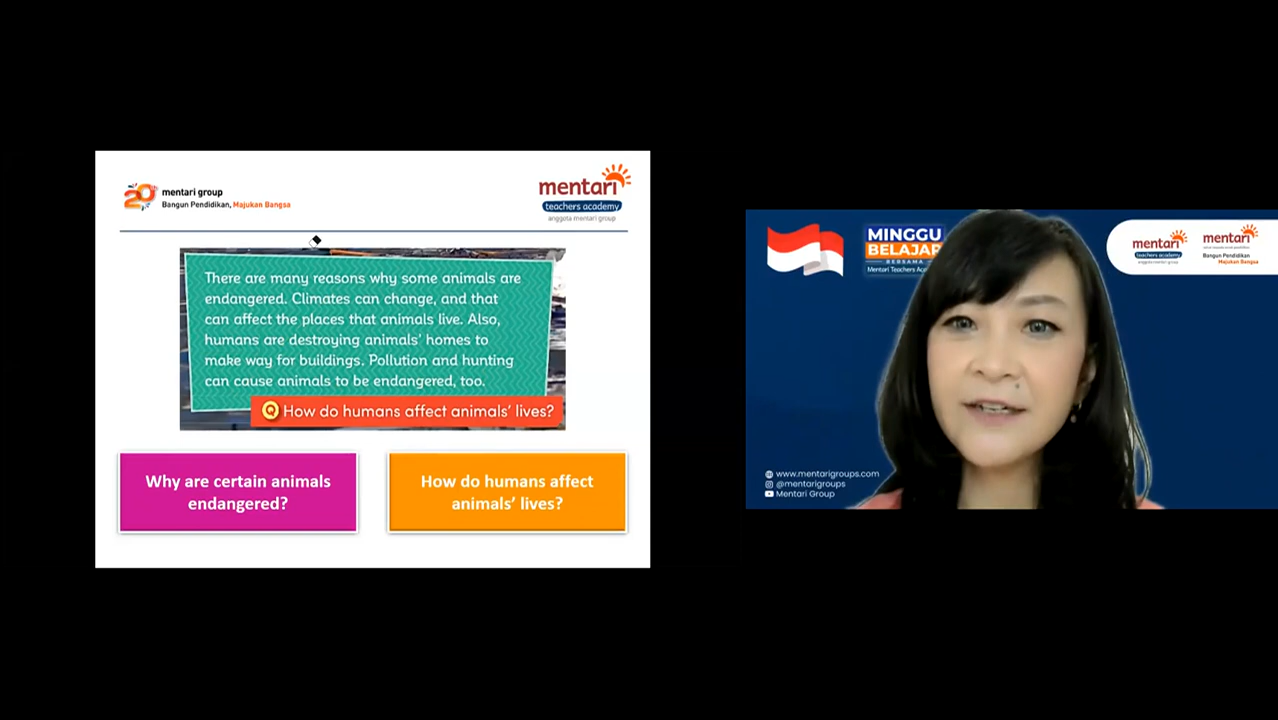 20
mentari group
Bangun Pendidikan, Majukan Bangsa
mentari
teachers academy
anggota mentari group
There are many reasons why some animals are
endangered. Climates can change, and that
can affect the places that animals live. Also,
humans are destroying animals' homes to
make way for buildings. Pollution and hunting
can cause animals to be endangered, too.
Q How do humans affect animals' lives?
Why are certain animals
endangered?
How do humans affect
animals' lives?
MINGGU
BELAJAR
BERSAMA
Mentari Teachers
mentari
teachers academy
anggota mentari group
mentari
Bangun Pendidikan
Majukan Bangsa
www.mentarigroups.com
@mentarigroups
Mentari Group